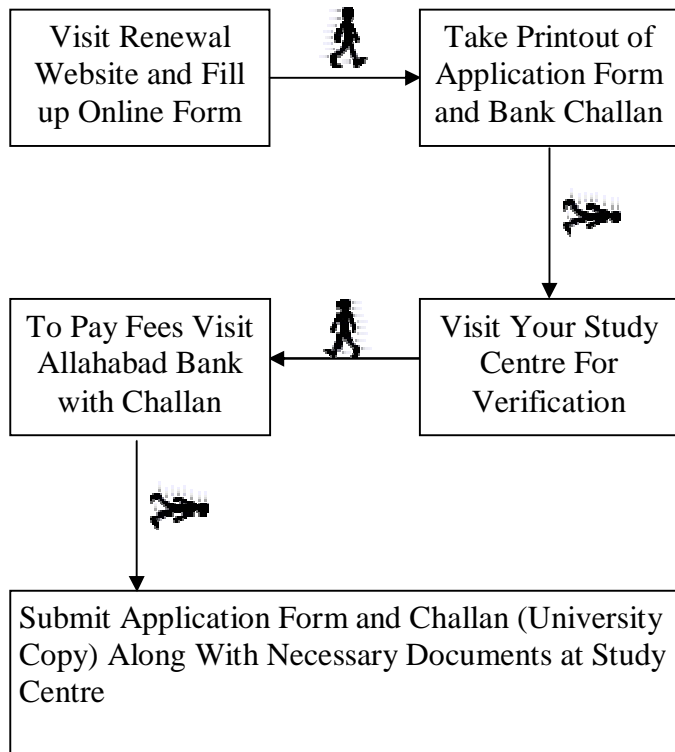 Visit Renewal
Website and Fill
up Online Form
Take Printout of
Application Form
and Bank Challan
Visit Your Study
Centre For
Verification
To Pay Fees Visit
Allahabad Bank
with Challan
Submit Application Form and Challan (University
Copy) Along With Necessary Documents at Study
Centre